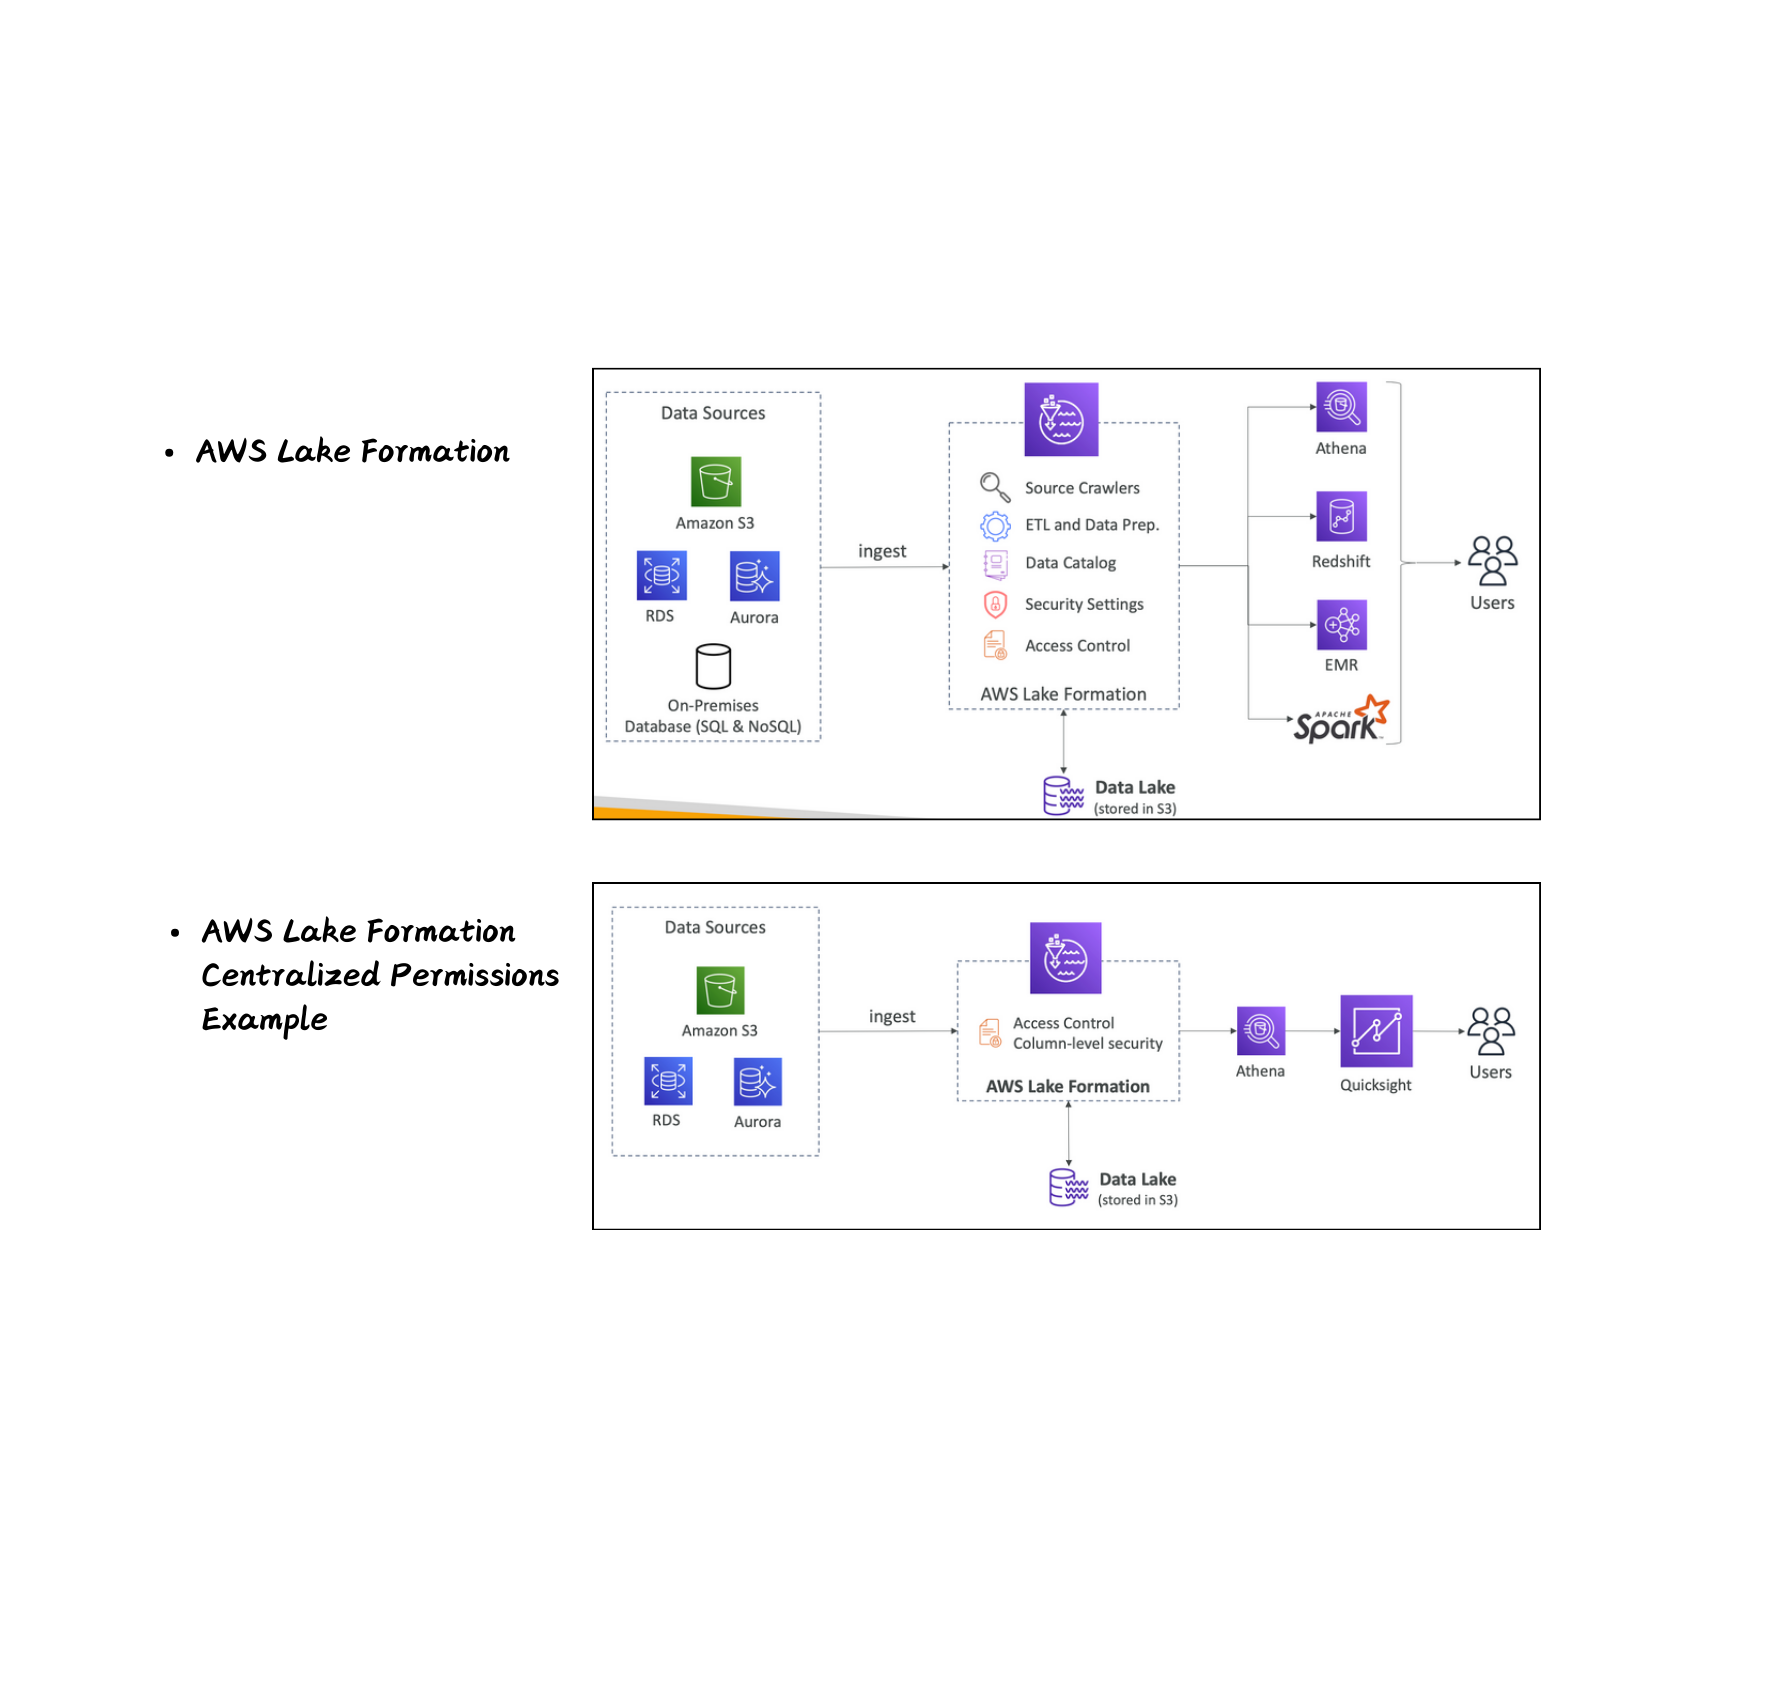 • AWS Lake Formation
Data Sources
Amazon S3
RDS
Aurora
On-Premises
Database (SQL & NoSQL)
ingest
Source Crawlers
ETL and Data Prep.
Data Catalog
Security Settings
Access Control
AWS Lake Formation
Data Lake
(stored in S3)
Athena
Redshift
EMR
APACHE
Spark™
Users
• AWS Lake Formation
Centralized Permissions
Example
Data Sources
Amazon S3
RDS
Aurora
ingest
Access Control
Column-level security
AWS Lake Formation
Data Lake
(stored in S3)
Athena
Quicksight
Users